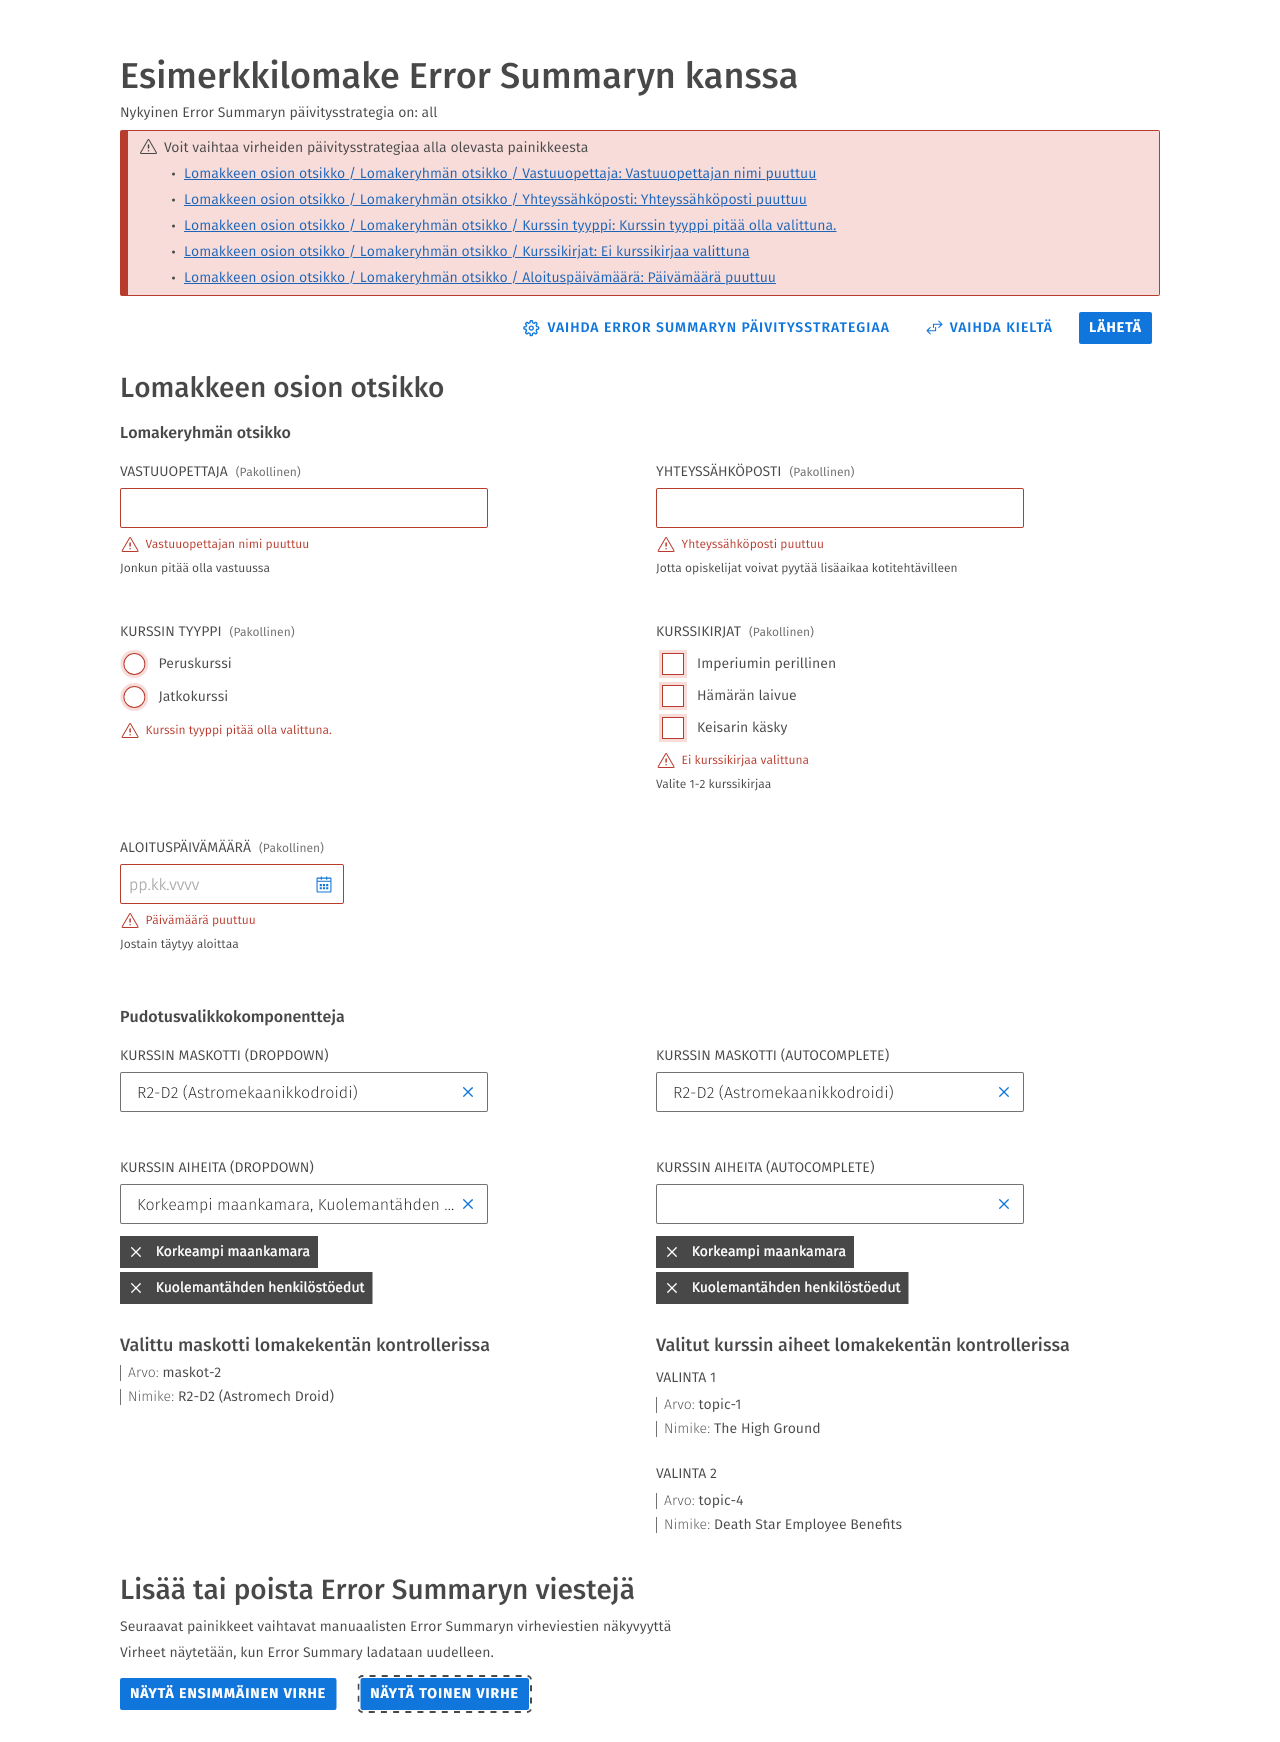 Esimerkkilomake Error Summaryn kanssa
Nykyinen Error Summaryn päivitysstrategia on: all
Voit vaihtaa virheiden päivitysstrategiaa alla olevasta painikkeesta
• Lomakkeen osion otsikko / Lomakeryhmän otsikko / Vastuuopettaja: Vastuuopettajan nimi puuttuu
• Lomakkeen osion otsikko / Lomakeryhmän otsikko / Yhteyssähköposti: Yhteyssähköposti puuttuu
• Lomakkeen osion otsikko / Lomakeryhmän otsikko / Kurssin tyyppi: Kurssin tyyppi pitää olla valittuna.
• Lomakkeen osion otsikko / Lomakeryhmän otsikko / Kurssikirjat: Ei kurssikirjaa valittuna
• Lomakkeen osion otsikko / Lomakeryhmän otsikko / Aloituspäivämäärä: Päivämäärä puuttuu
VAIHDA ERROR SUMMARYN PÄIVITYSSTRATEGIAA VAIHDA KIELTÄ LÄHETÄ
Lomakkeen osion otsikko
Lomakeryhmän otsikko
VASTUUOPETTAJA (Pakollinen)
Vastuuopettajan nimi puuttuu
Jonkun pitää olla vastuussa
YHTEYSSÄHKÖPOSTI (Pakollinen)
Yhteyssähköposti puuttuu
Jotta opiskelijat voivat pyytää lisäaikaa kotitehtävilleen
KURSSIN TYYPPI (Pakollinen)
Peruskurssi
Jatkokurssi
Kurssin tyyppi pitää olla valittuna.
KURSSIKIRJAT (Pakollinen)
Imperiumin perillinen
Hämärän laivue
Keisarin käsky
Ei kurssikirjaa valittuna
Valite 1-2 kurssikirjaa
ALOITUSPÄIVÄMÄÄRÄ (Pakollinen)
pp.kk.vvvv
Päivämäärä puuttuu
Jostain täytyy aloittaa
Pudotusvalikkokomponentteja
KURSSIN MASKOTTI (DROPDOWN)
R2-D2 (Astromekaanikkodroidi)
KURSSIN MASKOTTI (AUTOCOMPLETE)
R2-D2 (Astromekaanikkodroidi)
KURSSIN AIHEITA (DROPDOWN)
Korkeampi maankamara, Kuolemantähden ...
Korkeampi maankamara
Kuolemantähden henkilöstöedut
KURSSIN AIHEITA (AUTOCOMPLETE)
Korkeampi maankamara
Kuolemantähden henkilöstöedut
Valittu maskotti lomakekentän kontrollerissa
Arvo: maskot-2
Nimike: R2-D2 (Astromech Droid)
Valitut kurssin aiheet lomakekentän kontrollerissa
VALINTA 1
Arvo: topic-1
Nimike: The High Ground
VALINTA 2
Arvo: topic-4
Nimike: Death Star Employee Benefits
Lisää tai poista Error Summaryn viestejä
Seuraavat painikkeet vaihtavat manuaalisten Error Summaryn virheviestien näkyvyyttä
Virheet näytetään, kun Error Summary ladataan uudelleen.
NÄYTÄ ENSIMMÄINEN VIRHE NÄYTÄ TOINEN VIRHE